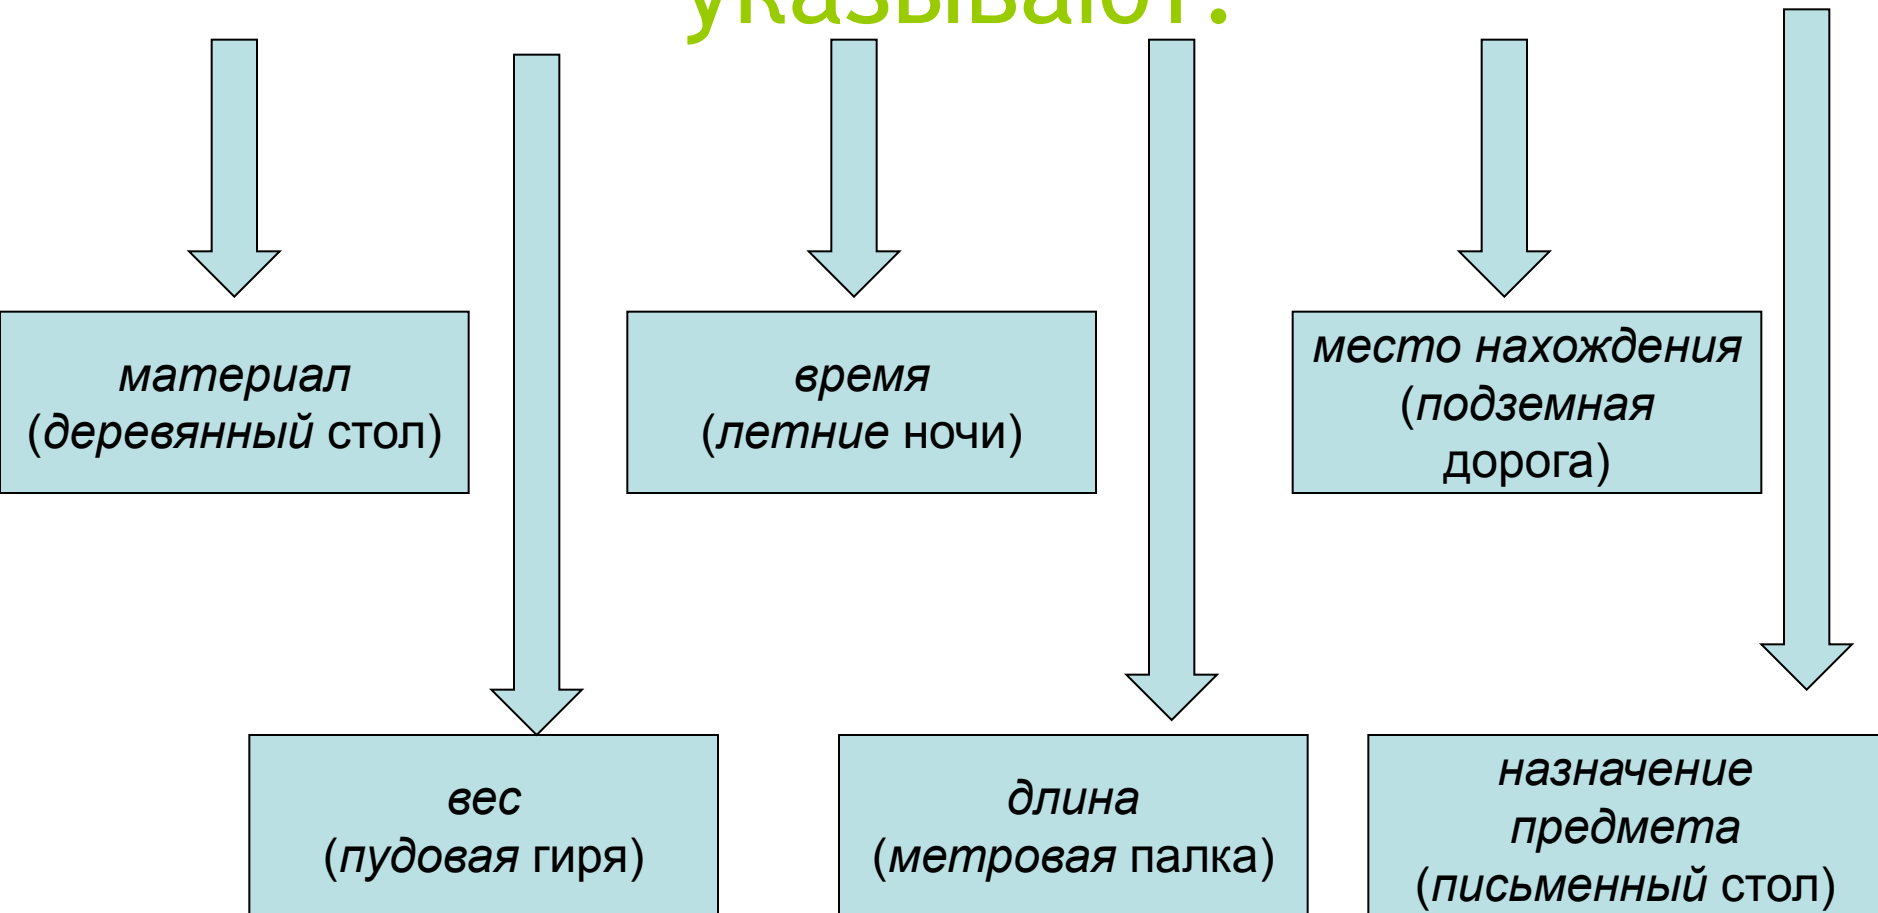 указывают:
материал
(деревянный стол)
время
(летние ночи)
место нахождения
(подземная
дорога)
вес
(пудовая гиря)
длина
(метровая палка)
назначение
предмета
(письменный стол)